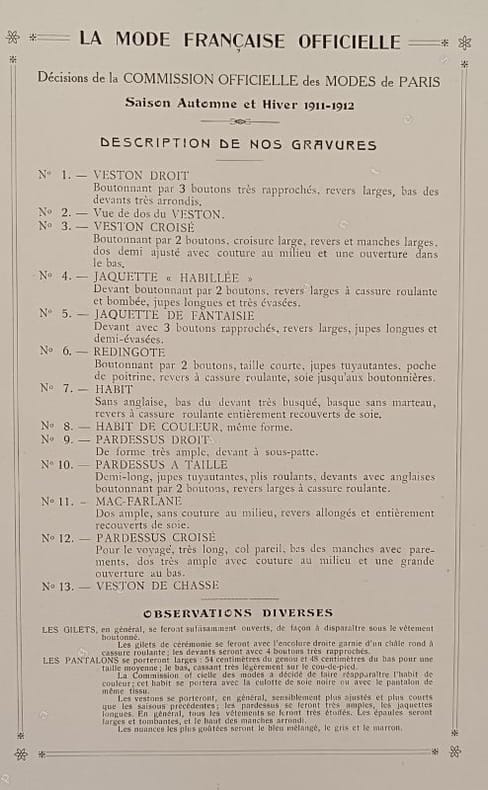 LA MODE FRANÇAISE OFFICIELLE
Décisions de la COMMISSION OFFICIELLE des MODES de PARIS
Saison Automne et Hiver 1911-1912
DESCRIPTION DE NOS GRAVURES
No 1. — VESTON DROIT
Boutonnant par 3 boutons très rapprochés, revers larges, bas des
devants très arrondis.
No 2. — Vue de dos du VESTON.
No 3. — VESTON CROISÉ
Boutonnant par 2 boutons, croisure large, revers et manches larges,
dos demi ajusté avec couture au milieu et une ouverture dans
le bas.
No 4. — JAQUETTE « HABILLÉE »
Devant boutonnant par 2 boutons, revers larges à cassure roulante
et bombée, jupes longues et très évasées.
No 5. — JAQUETTE DE FANTAISIE
Devant avec 3 boutons rapprochés, revers larges, jupes longues et
demi-évasées.
No 6. — REDINGOTE
Boutonnant par 2 boutons, taille courte, jupes tuyautantes, poche
de poitrine, revers à cassure roulante, soie jusqu'aux boutonnières.
No 7. — HABIT
Sans anglaise, bas du devant très busqué, basque sans marteau,
revers à cassure roulante entièrement recouverts de soie.
No 8. — HABIT DE COULEUR, même forme.
No 9. — PARDESSUS DROIT
De forme très ample, devant à sous-patte.
No 10. — PARDESSUS A TAILLE
Demi-long, jupes tuyautantes, plis roulants, devants avec anglaises
boutonnant par 2 boutons, revers larges à cassure roulante.
No 11. — MAC-FARLANE
Dos ample, sans couture au milieu, revers allongés et entièrement
recouverts de soie.
No 12. — PARDESSUS CROISÉ
Pour le voyage, très long, col pareil, bas des manches avec pare-
ments, dos très ample avec couture au milieu et une grande
ouverture au bas.
No 13. — VESTON DE CHASSE
OBSERVATIONS DIVERSES
LES GILETS, en général, se feront suffisamment ouverts, de façon à disparaître sous le vêtement
boutonné.
Les gilets de cérémonie se feront avec l'encolure droite garnie d'un châle rond à
cassure roulante; les devants seront avec 4 boutons très rapprochés.
LES PANTALONS se porteront larges : 54 centimètres du genou et 48 centimètres du bas pour une
taille moyenne; le bas, cassant très légèrement sur le cou-de-pied.
La Commission of cielle des modes a décidé de faire réapparaître l'habit de
couleur; cet habit se portera avec la culotte de soie noire ou avec le pantalon de
même tissu.
Les vestons se porteront, en général, sensiblement plus ajustés et plus courts
que les saisons précédentes; les pardessus se feront très amples, les jaquettes
longues. En général, tous les vêtements se feront très étoffés. Les épaules seront
larges et tombantes, et le haut des manches arrondi.
Les nuances les plus goûtées seront le bleu mélangé, le gris et le marron.